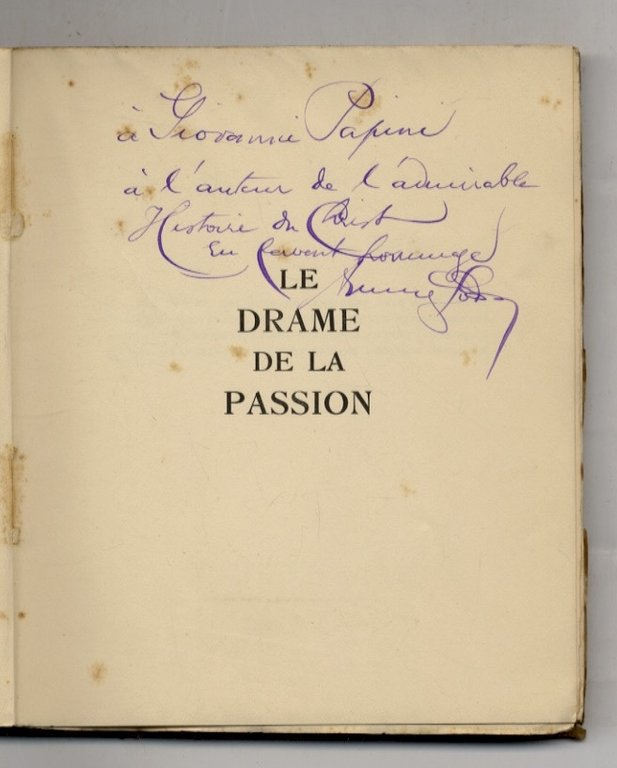 à Giovanni Papini
à l'auteur de l'admirable
Histoire du Christ
En fervent hommage
LE
DRAME
DE LA
PASSION